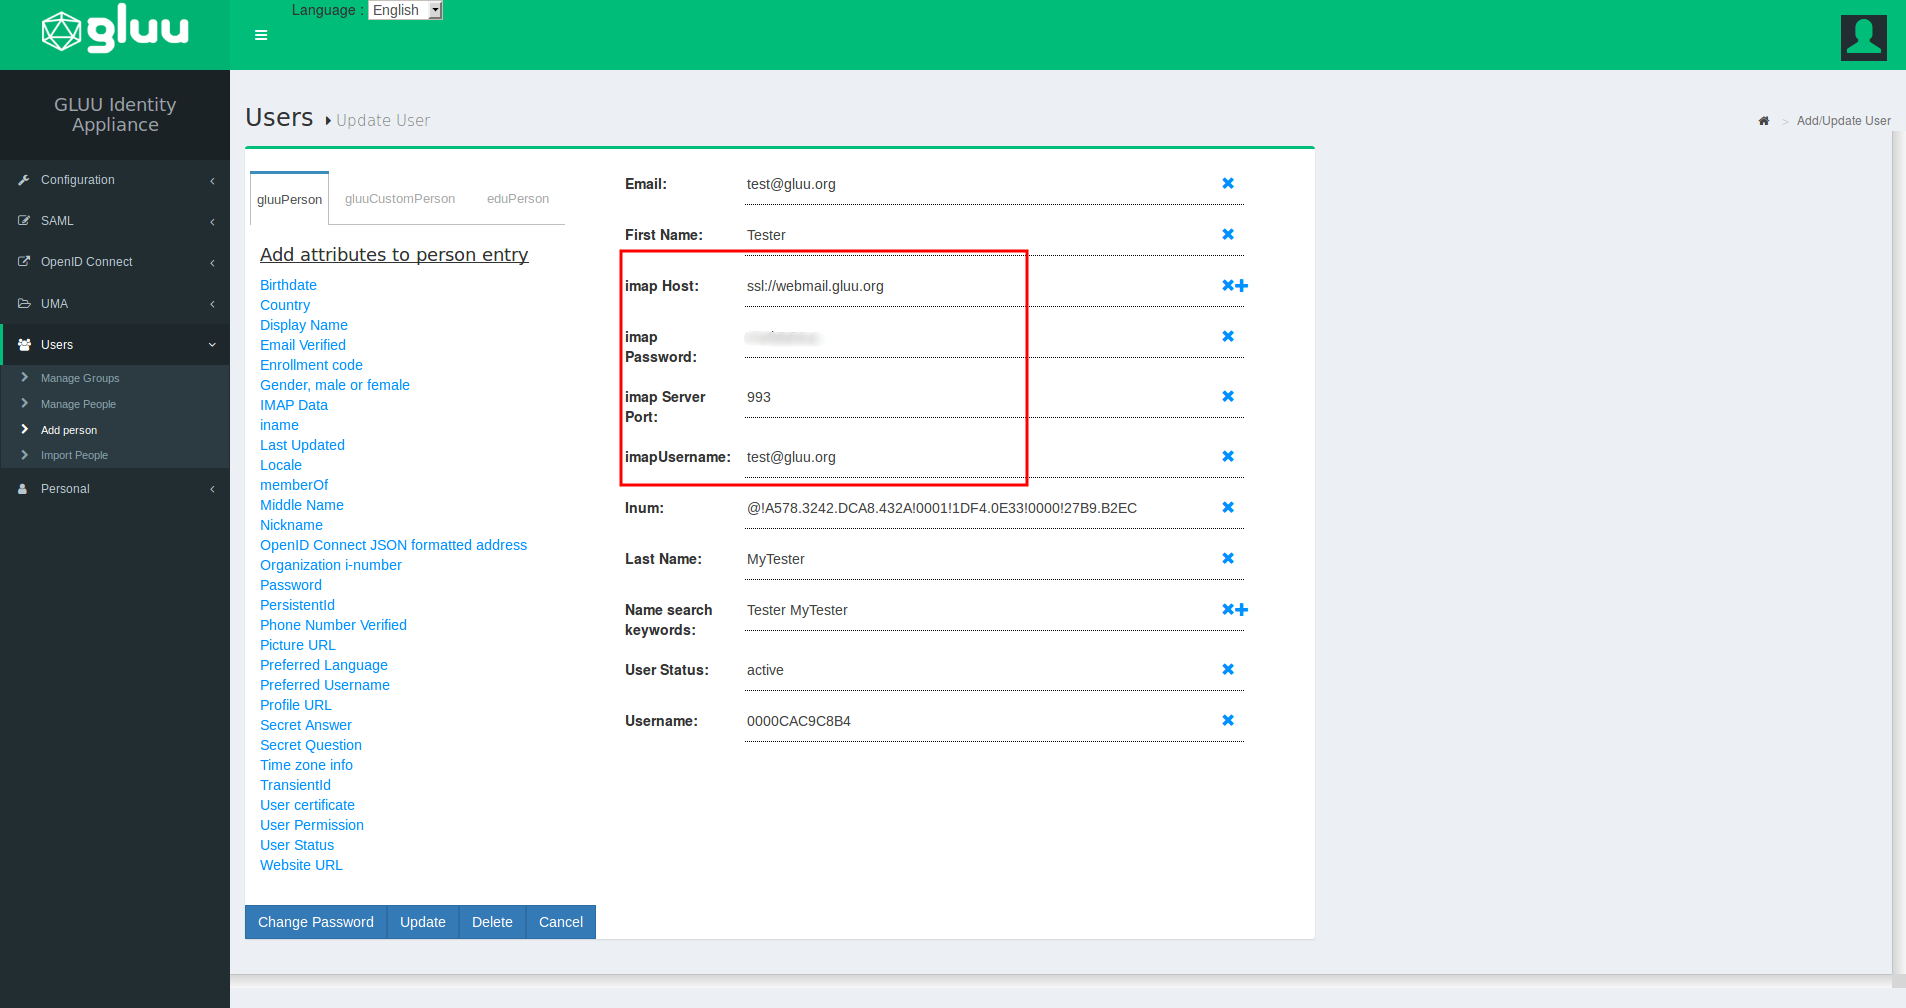 Language : English
gluu
GLUU Identity
Appliance
Configuration
SAML
OpenID Connect
UMA
Users
Manage Groups
Manage People
Add person
Import People
Personal
Users Update User
> Add/Update User
gluuPerson gluuCustomPerson eduPerson
Add attributes to person entry
Birthdate
Country
Display Name
Email Verified
Enrollment code
Gender, male or female
IMAP Data
iname
Last Updated
Locale
memberOf
Middle Name
Nickname
OpenID Connect JSON formatted address
Organization i-number
Password
PersistentId
Phone Number Verified
Picture URL
Preferred Language
Preferred Username
Profile URL
Secret Answer
Secret Question
Time zone info
TransientId
User certificate
User Permission
User Status
Website URL
Email: test@gluu.org
First Name: Tester
imap Host: ssl://webmail.gluu.org
imap
Password:
imap Server 993
Port:
imapUsername: test@gluu.org
Inum: @!A578.3242.DCA8.432A!0001!1DF4.0E33!0000!27B9.B2EC
Last Name: MyTester
Name search Tester MyTester
keywords:
User Status: active
Username: 0000CAC9C8B4
Change Password Update Delete Cancel